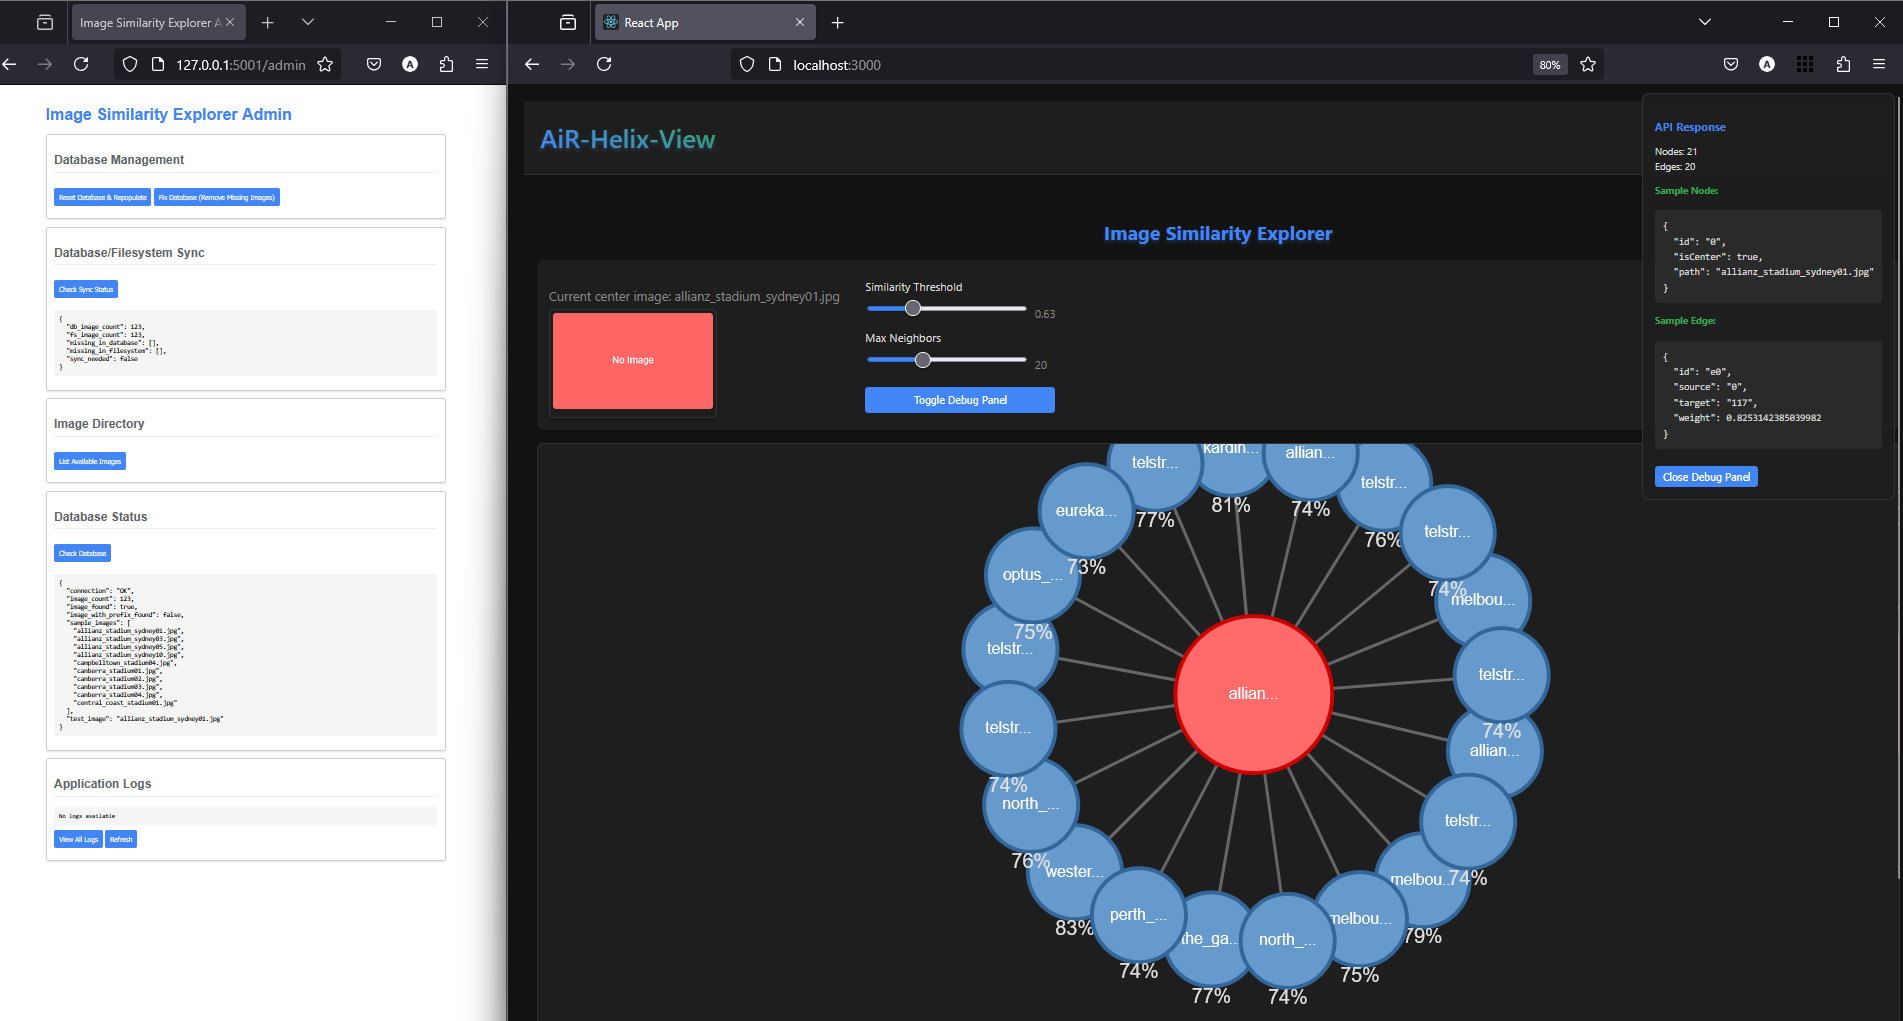 Image Similarity Explorer A
127.0.0.1:5001/admin
Image Similarity Explorer Admin
Database Management
Reset Database & Repopulate
Fix Database (Remove Missing Images)
Database/Filesystem Sync
Check Sync Status
{
"db_image_count": 123,
"fs_image_count": 123,
"missing_in_database": [],
"missing_in_filesystem": [],
"sync_needed": false
}
Image Directory
List Available Images
Database Status
Check Database
{
"connection": "OK",
"image_count": 123,
"image_found": true,
"image_with_prefix_found": false,
"sample_images": [
"allianz_stadium_sydney01.jpg",
"allianz_stadium_sydney03.jpg",
"allianz_stadium_sydney05.jpg",
"allianz_stadium_sydney10.jpg",
"campbelltown_stadium04.jpg",
"canberra_stadium01.jpg",
"canberra_stadium02.jpg",
"canberra_stadium03.jpg",
"canberra_stadium04.jpg",
"central_coast_stadium01.jpg"
],
"test_image": "allianz_stadium_sydney01.jpg"
}
Application Logs
No logs available
View All Logs
Refresh
React App
localhost:3000
80%
A
A
AiR-Helix-View
Image Similarity Explorer
Current center image: allianz_stadium_sydney01.jpg
No Image
Similarity Threshold
0.63
Max Neighbors
20
Toggle Debug Panel
API Response
Nodes: 21
Edges: 20
Sample Node:
{
"id": "0",
"isCenter": true,
"path": "allianz_stadium_sydney01.jpg"
}
Sample Edge:
{
"id": "e0",
"source": "0",
"target": "117",
"weight": 0.8253142385039982
}
Close Debug Panel
kardin...
81%
allian...
74%
telstr...
77%
telstr...
76%
eureka...
73%
telstr...
74%
optus_...
75%
melbou...
telstr...
telstr...
74%
allian...
allian...
telstr...
74%
north_...
76%
telstr...
74%
wester...
83%
melbou...
79%
perth_...
74%
the_ga...
77%
north_...
74%
melbou...
75%